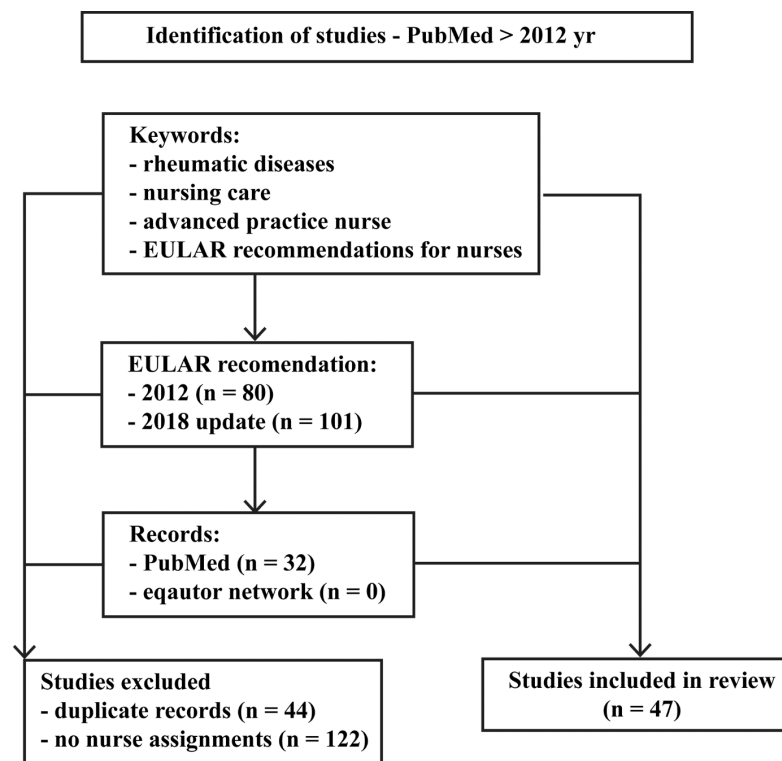 Identification of studies - PubMed > 2012 yr
Keywords:
- rheumatic diseases
- nursing care
- advanced practice nurse
- EULAR recommendations for nurses
EULAR recomendation:
- 2012 (n = 80)
- 2018 update (n = 101)
Records:
- PubMed (n = 32)
- eqautor network (n = 0)
Studies excluded
- duplicate records (n = 44)
- no nurse assignments (n = 122)
Studies included in review
(n = 47)